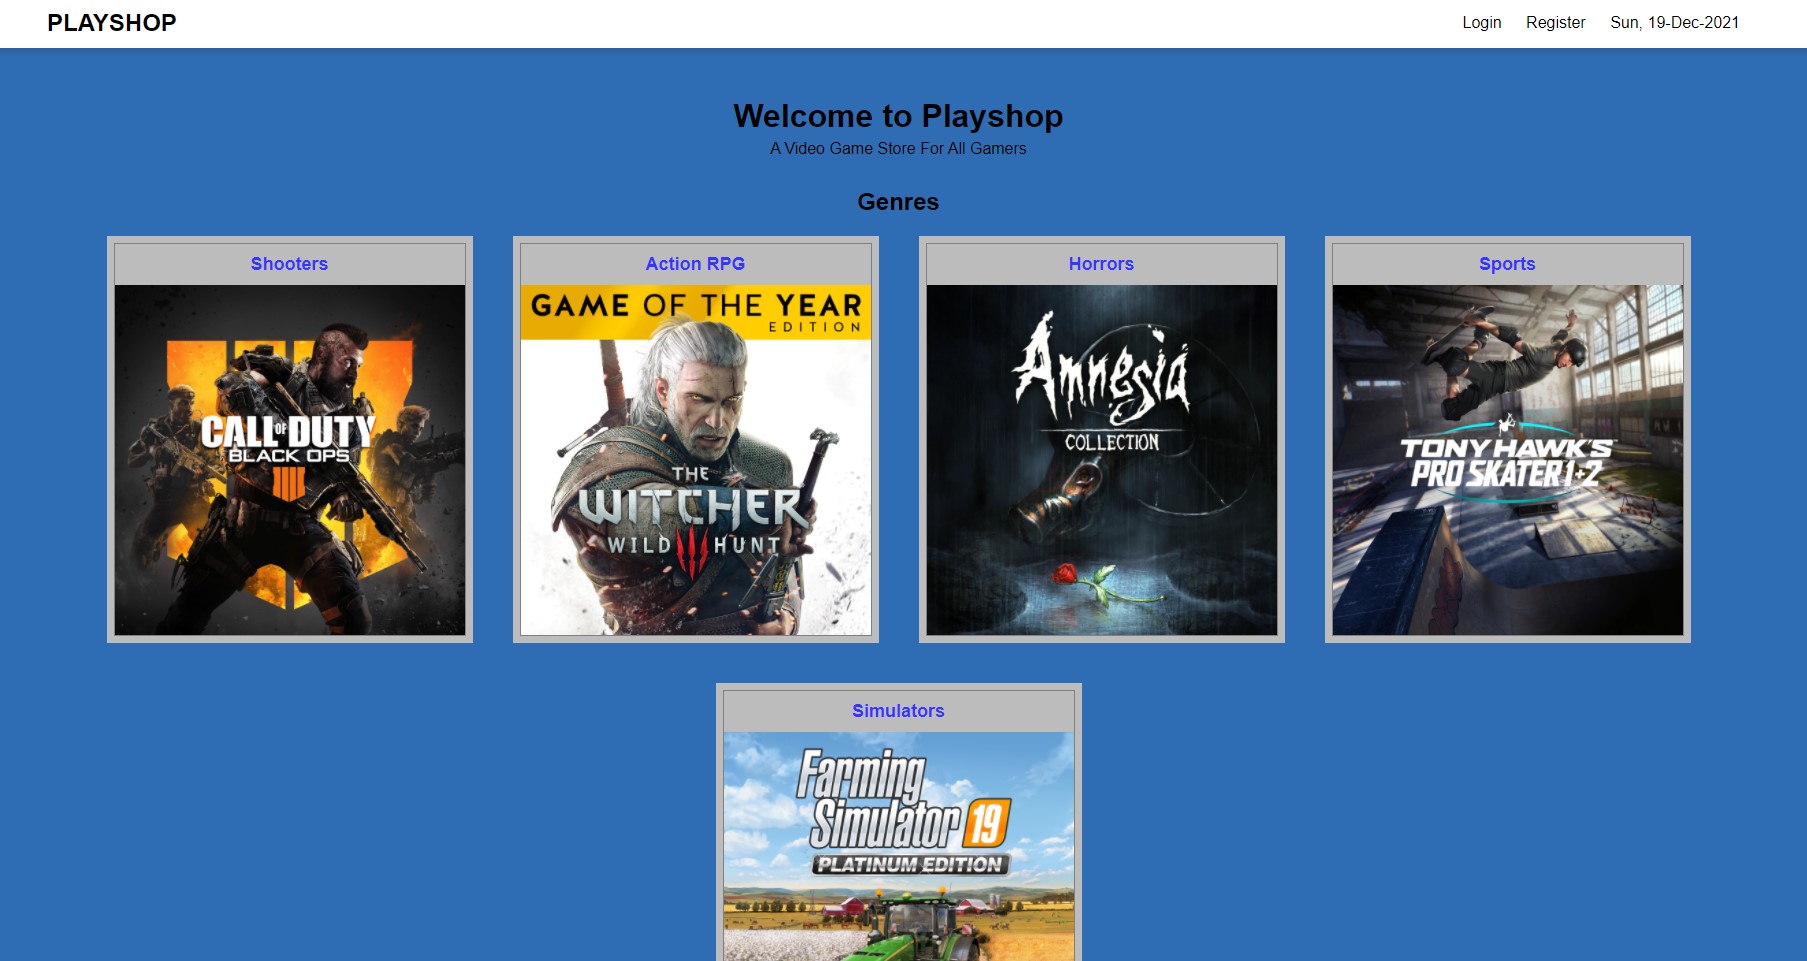 PLAYSHOP
Login Register Sun, 19-Dec-2021
Welcome to Playshop
A Video Game Store For All Gamers
Genres
Shooters
CALL OF DUTY
BLACK OPS
IIII
Action RPG
GAME OF THE YEAR
EDITION
THE
WITCHER
WILD III HUNT
Horrors
Amnesia
COLLECTION
Sports
TONY HAWK'S
PRO SKATER 1+2
Simulators
Farming
Simulator 19
PLATINUM EDITION